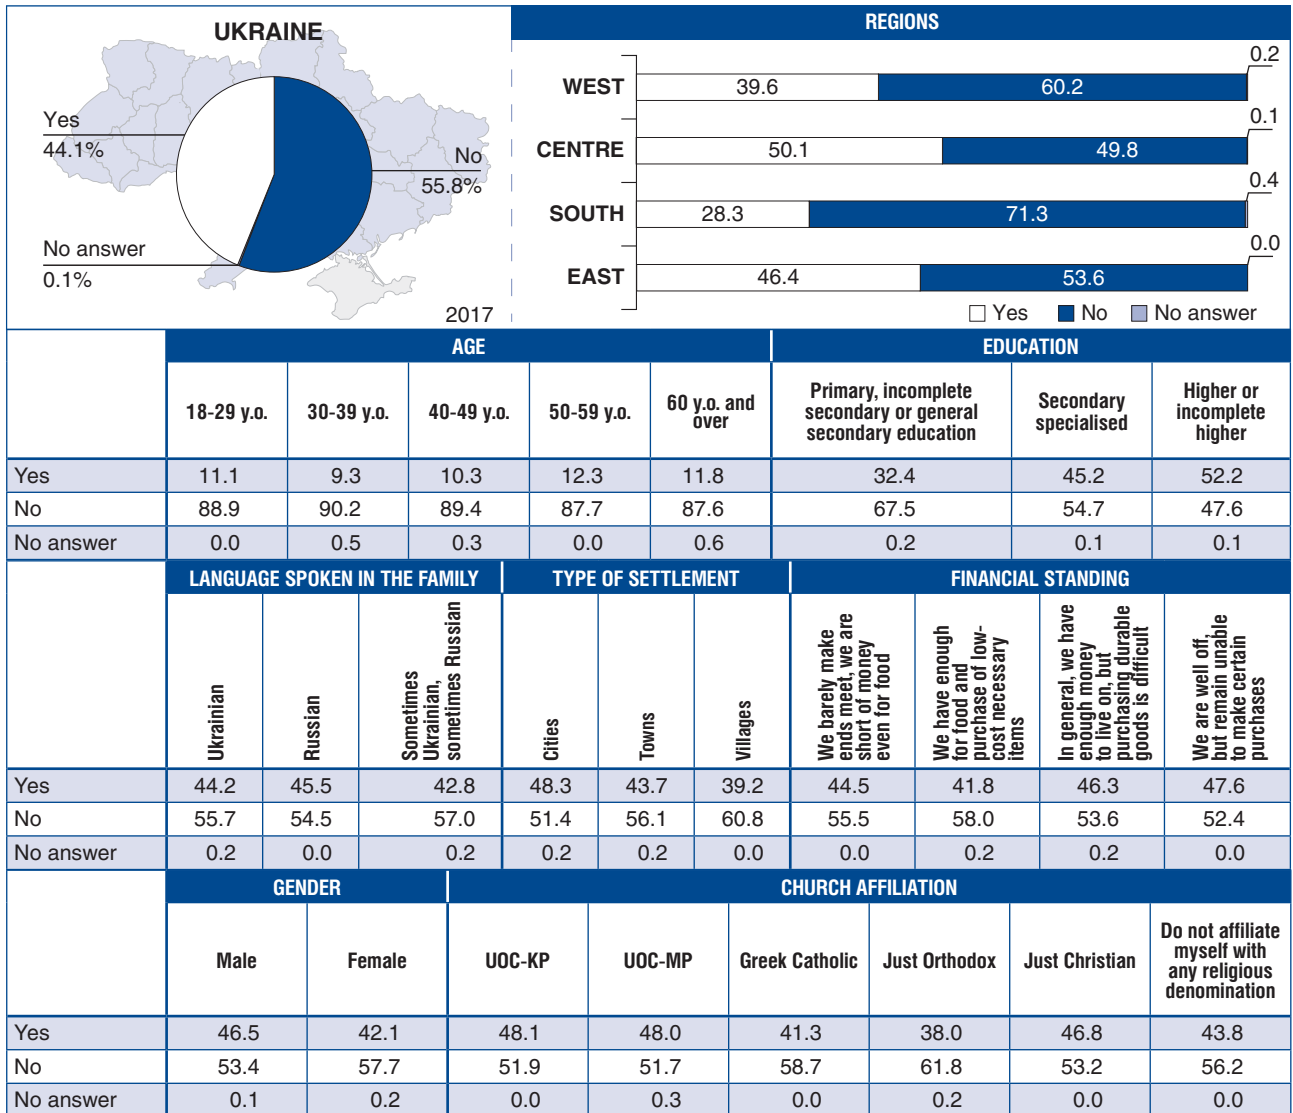 UKRAINE
Yes
44.1%
No
55.8%
No answer
0.1%
2017
REGIONS
0.2
WEST 39.6 60.2
0.1
CENTRE 50.1 49.8
0.4
SOUTH 28.3 71.3
0.0
EAST 46.4 53.6
Yes No No answer
AGE EDUCATION
18-29 y.o. 30-39 y.o. 40-49 y.o. 50-59 y.o. 60 y.o. and over Primary, incomplete secondary or general secondary education Secondary specialised Higher or incomplete higher
Yes 11.1 9.3 10.3 12.3 11.8 32.4 45.2 52.2
No 88.9 90.2 89.4 87.7 87.6 67.5 54.7 47.6
No answer 0.0 0.5 0.3 0.0 0.6 0.2 0.1 0.1
LANGUAGE SPOKEN IN THE FAMILY TYPE OF SETTLEMENT FINANCIAL STANDING
Ukrainian
Russian
Sometimes
Ukrainian,
sometimes Russian
Cities
Towns
Villages
We barely make
ends meet, we are
short of money
even for food
We have enough
for food and
purchase of low-
cost necessary
items
In general, we have
enough money
to live on, but
purchasing durable
goods is difficult
We are well off,
but remain unable
to make certain
purchases
Yes 44.2 45.5 42.8 48.3 43.7 39.2 44.5 41.8 46.3 47.6
No 55.7 54.5 57.0 51.4 56.1 60.8 55.5 58.0 53.6 52.4
No answer 0.2 0.0 0.2 0.2 0.2 0.0 0.0 0.2 0.2 0.0
GENDER CHURCH AFFILIATION
Male Female UOC-KP UOC-MP Greek Catholic Just Orthodox Just Christian Do not affiliate myself with any religious denomination
Yes 46.5 42.1 48.1 48.0 41.3 38.0 46.8 43.8
No 53.4 57.7 51.9 51.7 58.7 61.8 53.2 56.2
No answer 0.1 0.2 0.0 0.3 0.0 0.2 0.0 0.0